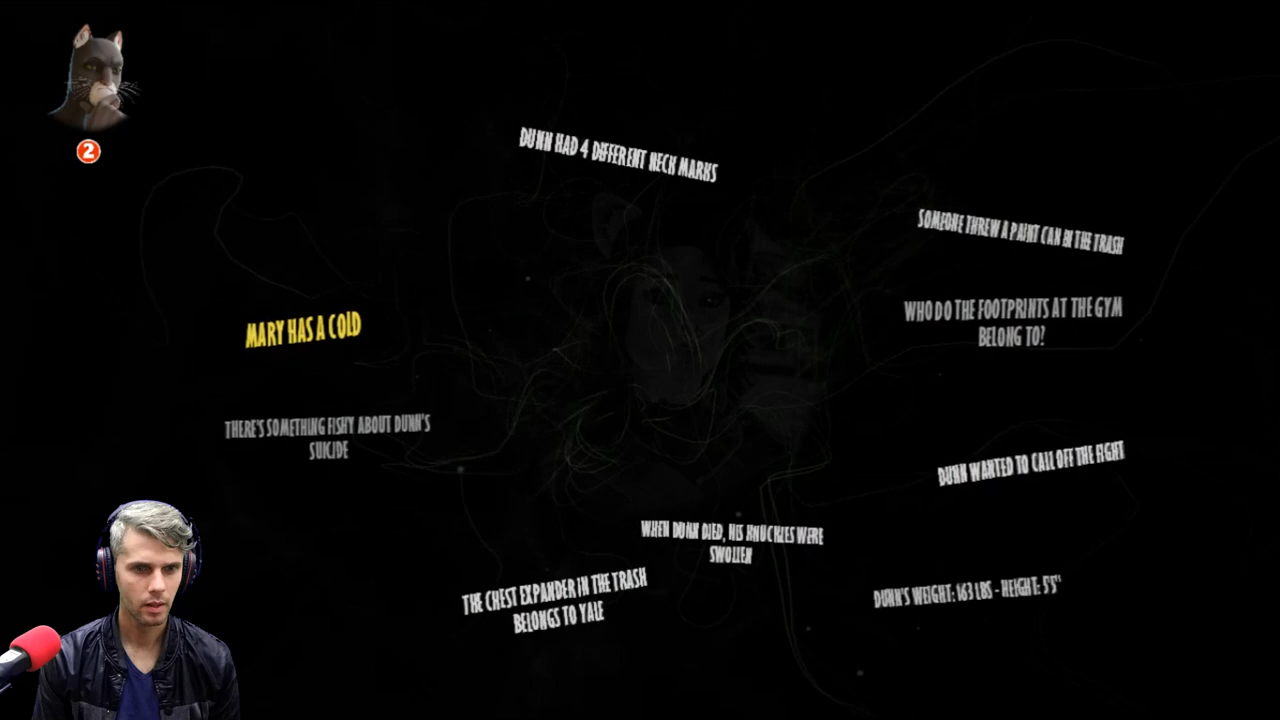 2
DUNN HAD 4 DIFFERENT NECK MARKS
SOMEONE THREW A PAINT CAN IN THE TRASH
WHO DO THE FOOTPRINTS AT THE GYM
BELONG TO?
MARY HAS A COLD
THERE'S SOMETHING FISHY ABOUT DUNN'S
SUICIDE
DUNN WANTED TO CALL OFF THE FIGHT
WHEN DUNN DIED, HIS KNUCKLES WERE
SWOLLEN
THE CHEST EXPANDER IN THE TRASH
BELONGS TO YALE
DUNN'S WEIGHT: 163 LBS - HEIGHT: 5'5"